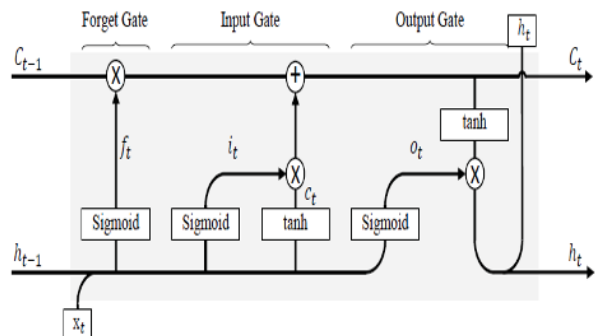 Forget Gate Input Gate Output Gate
h_t
C_{t-1} C_t
× +
tanh
f_t i_t o_t
× ×
c_t
Sigmoid Sigmoid tanh Sigmoid
h_{t-1} h_t
x_t